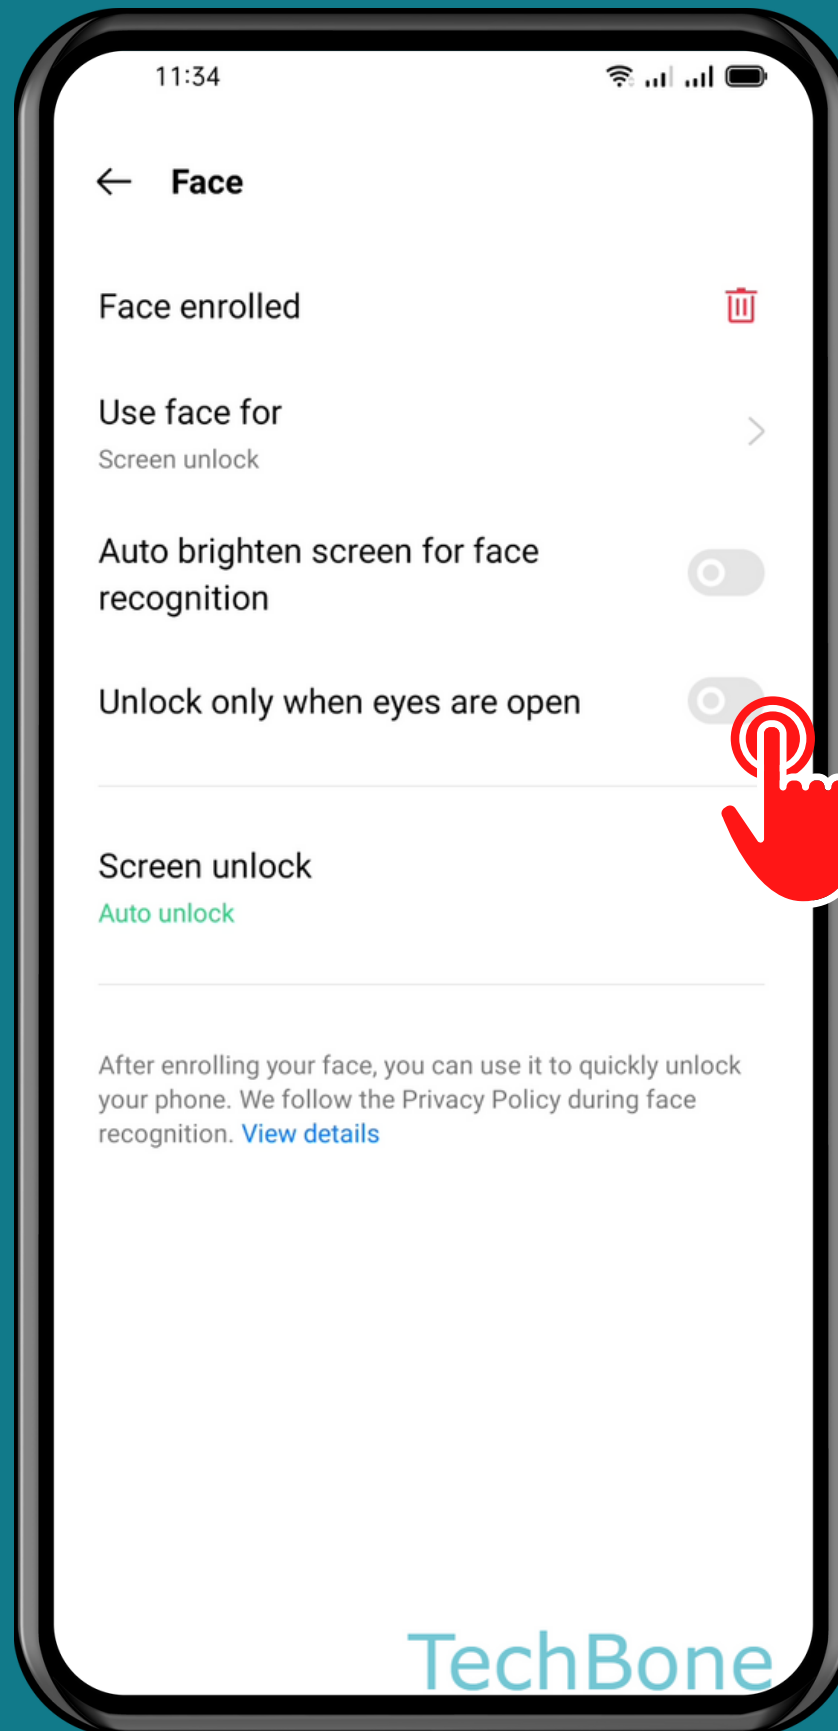 11:34
Face
Face enrolled
Use face for
Screen unlock
Auto brighten screen for face
recognition
Unlock only when eyes are open
Screen unlock
Auto unlock
After enrolling your face, you can use it to quickly unlock
your phone. We follow the Privacy Policy during face
recognition. View details
TechBone